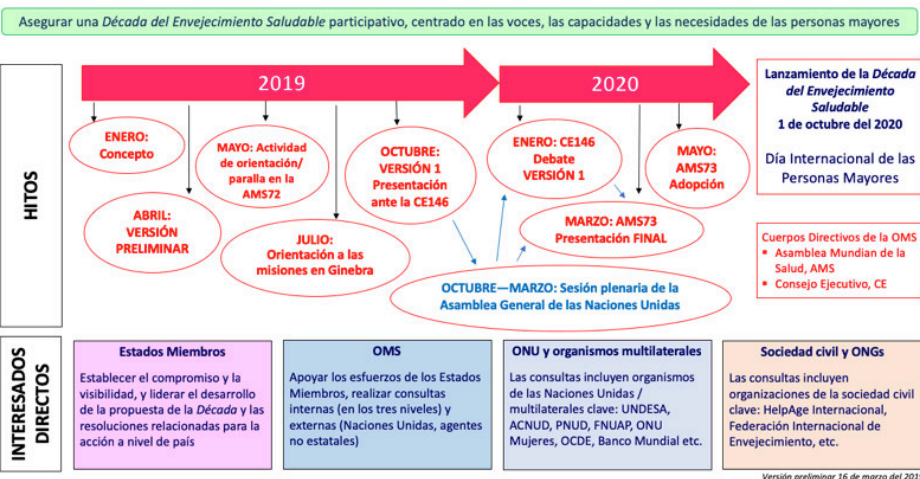 Asegurar una Década del Envejecimiento Saludable participativo, centrado en las voces, las capacidades y las necesidades de las personas mayores
HITOS
2019
2020
ENERO:
Concepto
ABRIL:
VERSIÓN
PRELIMINAR
MAYO: Actividad
de orientación/
paralla en la
AMS72
JULIO:
Orientación a las
misiones en Ginebra
OCTUBRE:
VERSIÓN 1
Presentación
ante la CE146
ENERO: CE146
Debate
VERSIÓN 1
MARZO: AMS73
Presentación FINAL
MAYO:
AMS73
Adopción
OCTUBRE—MARZO: Sesión plenaria de la
Asamblea General de las Naciones Unidas
Lanzamiento de la Década
del Envejecimiento
Saludable
1 de octubre del 2020
Día Internacional de las
Personas Mayores
Cuerpos Directivos de la OMS
▪ Asamblea Mundian de la
Salud, AMS
▪ Consejo Ejecutivo, CE
INTERESADOS
DIRECTOS
Estados Miembros
Establecer el compromiso y la
visibilidad, y liderar el desarrollo
de la propuesta de la Década y las
resoluciones relacionadas para la
acción a nivel de país
OMS
Apoyar los esfuerzos de los Estados
Miembros, realizar consultas
internas (en los tres niveles) y
externas (Naciones Unidas, agentes
no estatales)
ONU y organismos multilaterales
Las consultas incluyen organismos
de las Naciones Unidas /
multilaterales clave: UNDESA,
ACNUD, PNUD, FNUAP, ONU
Mujeres, OCDE, Banco Mundial etc.
Sociedad civil y ONGs
Las consultas incluyen
organizaciones de la sociedad civil
clave: HelpAge Internacional,
Federación Internacional de
Envejecimiento, etc.
Versión preliminar 16 de marzo del 201